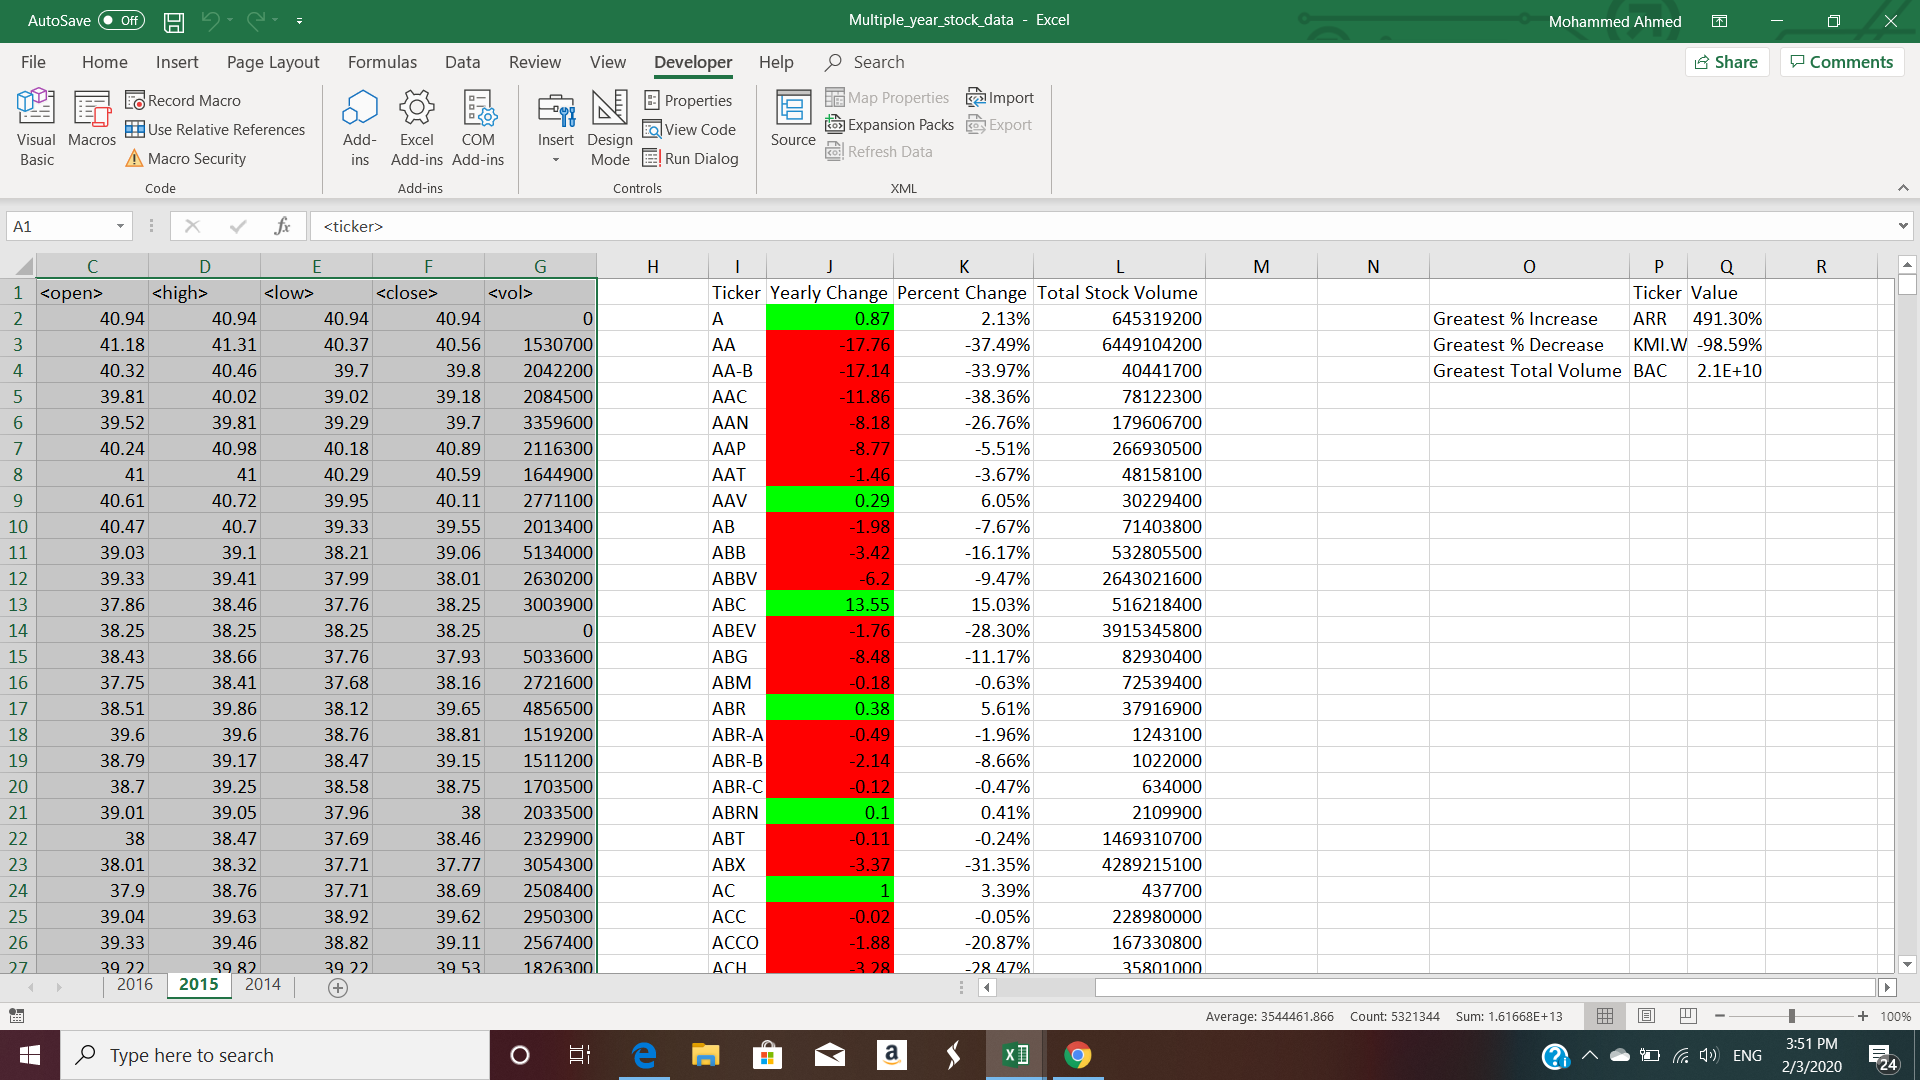 AutoSave Off Multiple_year_stock_data - Excel Mohammed Ahmed
File Home Insert Page Layout Formulas Data Review View Developer Help Search Share Comments
Visual Basic
Macros
Record Macro
Use Relative References
Macro Security
Code
Add-ins
Excel Add-ins
COM Add-ins
Add-ins
Insert
Design Mode
Properties
View Code
Run Dialog
Controls
Source
Map Properties
Expansion Packs
Refresh Data
Import
Export
XML
A1 fx <ticker>
C D E F G H I J K L M N O P Q R
1 <open> <high> <low> <close> <vol> Ticker Yearly Change Percent Change Total Stock Volume Ticker Value
2 40.94 40.94 40.94 40.94 0 A 0.87 2.13% 645319200 Greatest % Increase ARR 491.30%
3 41.18 41.31 40.37 40.56 1530700 AA -17.76 -37.49% 6449104200 Greatest % Decrease KMI.W -98.59%
4 40.32 40.46 39.7 39.8 2042200 AA-B -17.14 -33.97% 40441700 Greatest Total Volume BAC 2.1E+10
5 39.81 40.02 39.02 39.18 2084500 AAC -11.86 -38.36% 78122300
6 39.52 39.81 39.29 39.7 3359600 AAN -8.18 -26.76% 179606700
7 40.24 40.98 40.18 40.89 2116300 AAP -8.77 -5.51% 266930500
8 41 41 40.29 40.59 1644900 AAT -1.46 -3.67% 48158100
9 40.61 40.72 39.95 40.11 2771100 AAV 0.29 6.05% 30229400
10 40.47 40.7 39.33 39.55 2013400 AB -1.98 -7.67% 71403800
11 39.03 39.1 38.21 39.06 5134000 ABB -3.42 -16.17% 532805500
12 39.33 39.41 37.99 38.01 2630200 ABBV -6.2 -9.47% 2643021600
13 37.86 38.46 37.76 38.25 3003900 ABC 13.55 15.03% 516218400
14 38.25 38.25 38.25 38.25 0 ABEV -1.76 -28.30% 3915345800
15 38.43 38.66 37.76 37.93 5033600 ABG -8.48 -11.17% 82930400
16 37.75 38.41 37.68 38.16 2721600 ABM -0.18 -0.63% 72539400
17 38.51 39.86 38.12 39.65 4856500 ABR 0.38 5.61% 37916900
18 39.6 39.6 38.76 38.81 1519200 ABR-A -0.49 -1.96% 1243100
19 38.79 39.17 38.47 39.15 1511200 ABR-B -2.14 -8.66% 1022000
20 38.7 39.25 38.58 38.75 1703500 ABR-C -0.12 -0.47% 634000
21 39.01 39.05 37.96 38 2033500 ABRN 0.1 0.41% 2109900
22 38 38.47 37.69 38.46 2329900 ABT -0.11 -0.24% 1469310700
23 38.01 38.32 37.71 37.77 3054300 ABX -3.37 -31.35% 4289215100
24 37.9 38.76 37.71 38.69 2508400 AC 1 3.39% 437700
25 39.04 39.63 38.92 39.62 2950300 ACC -0.02 -0.05% 228980000
26 39.33 39.46 38.82 39.11 2567400 ACCO -1.88 -20.87% 167330800
27 39.22 39.82 39.22 39.53 1826300 ACH -3.28 -28.47% 35801000
2016 2015 2014
Average: 3544461.866 Count: 5321344 Sum: 1.61668E+13 100%
Type here to search ENG 3:51 PM
2/3/2020 24